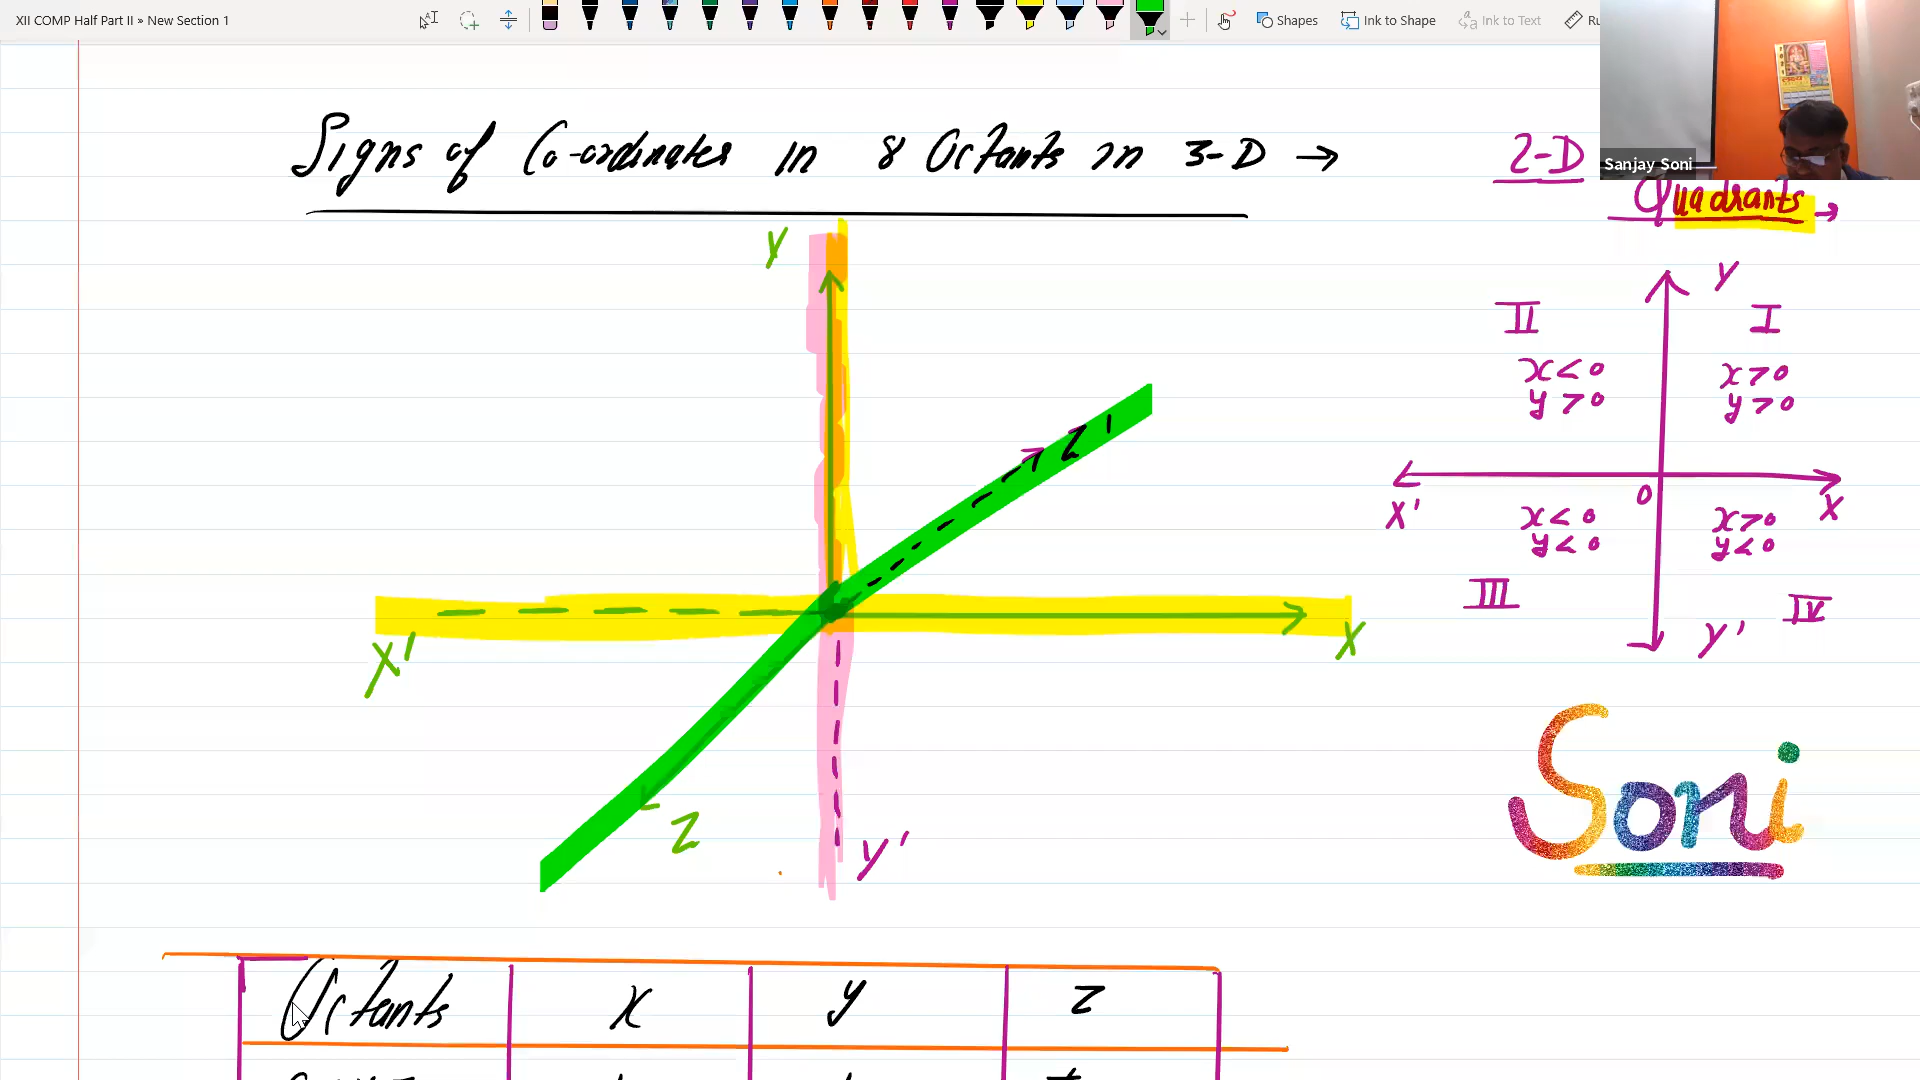 XII COMP Half Part II » New Section 1
Shapes
Ink to Shape
Ink to Text
Sanjay Soni
Signs of Co-ordinates in 8 Octants in 3-D →
2-D
Quadrants →
Y
X'
X
Z
Z'
Y'
Y
II
I
x<0
y>0
x>0
y>0
X'
O
X
x<0
y<0
x>0
y<0
III
IV
Y'
Soni
Octants x y z